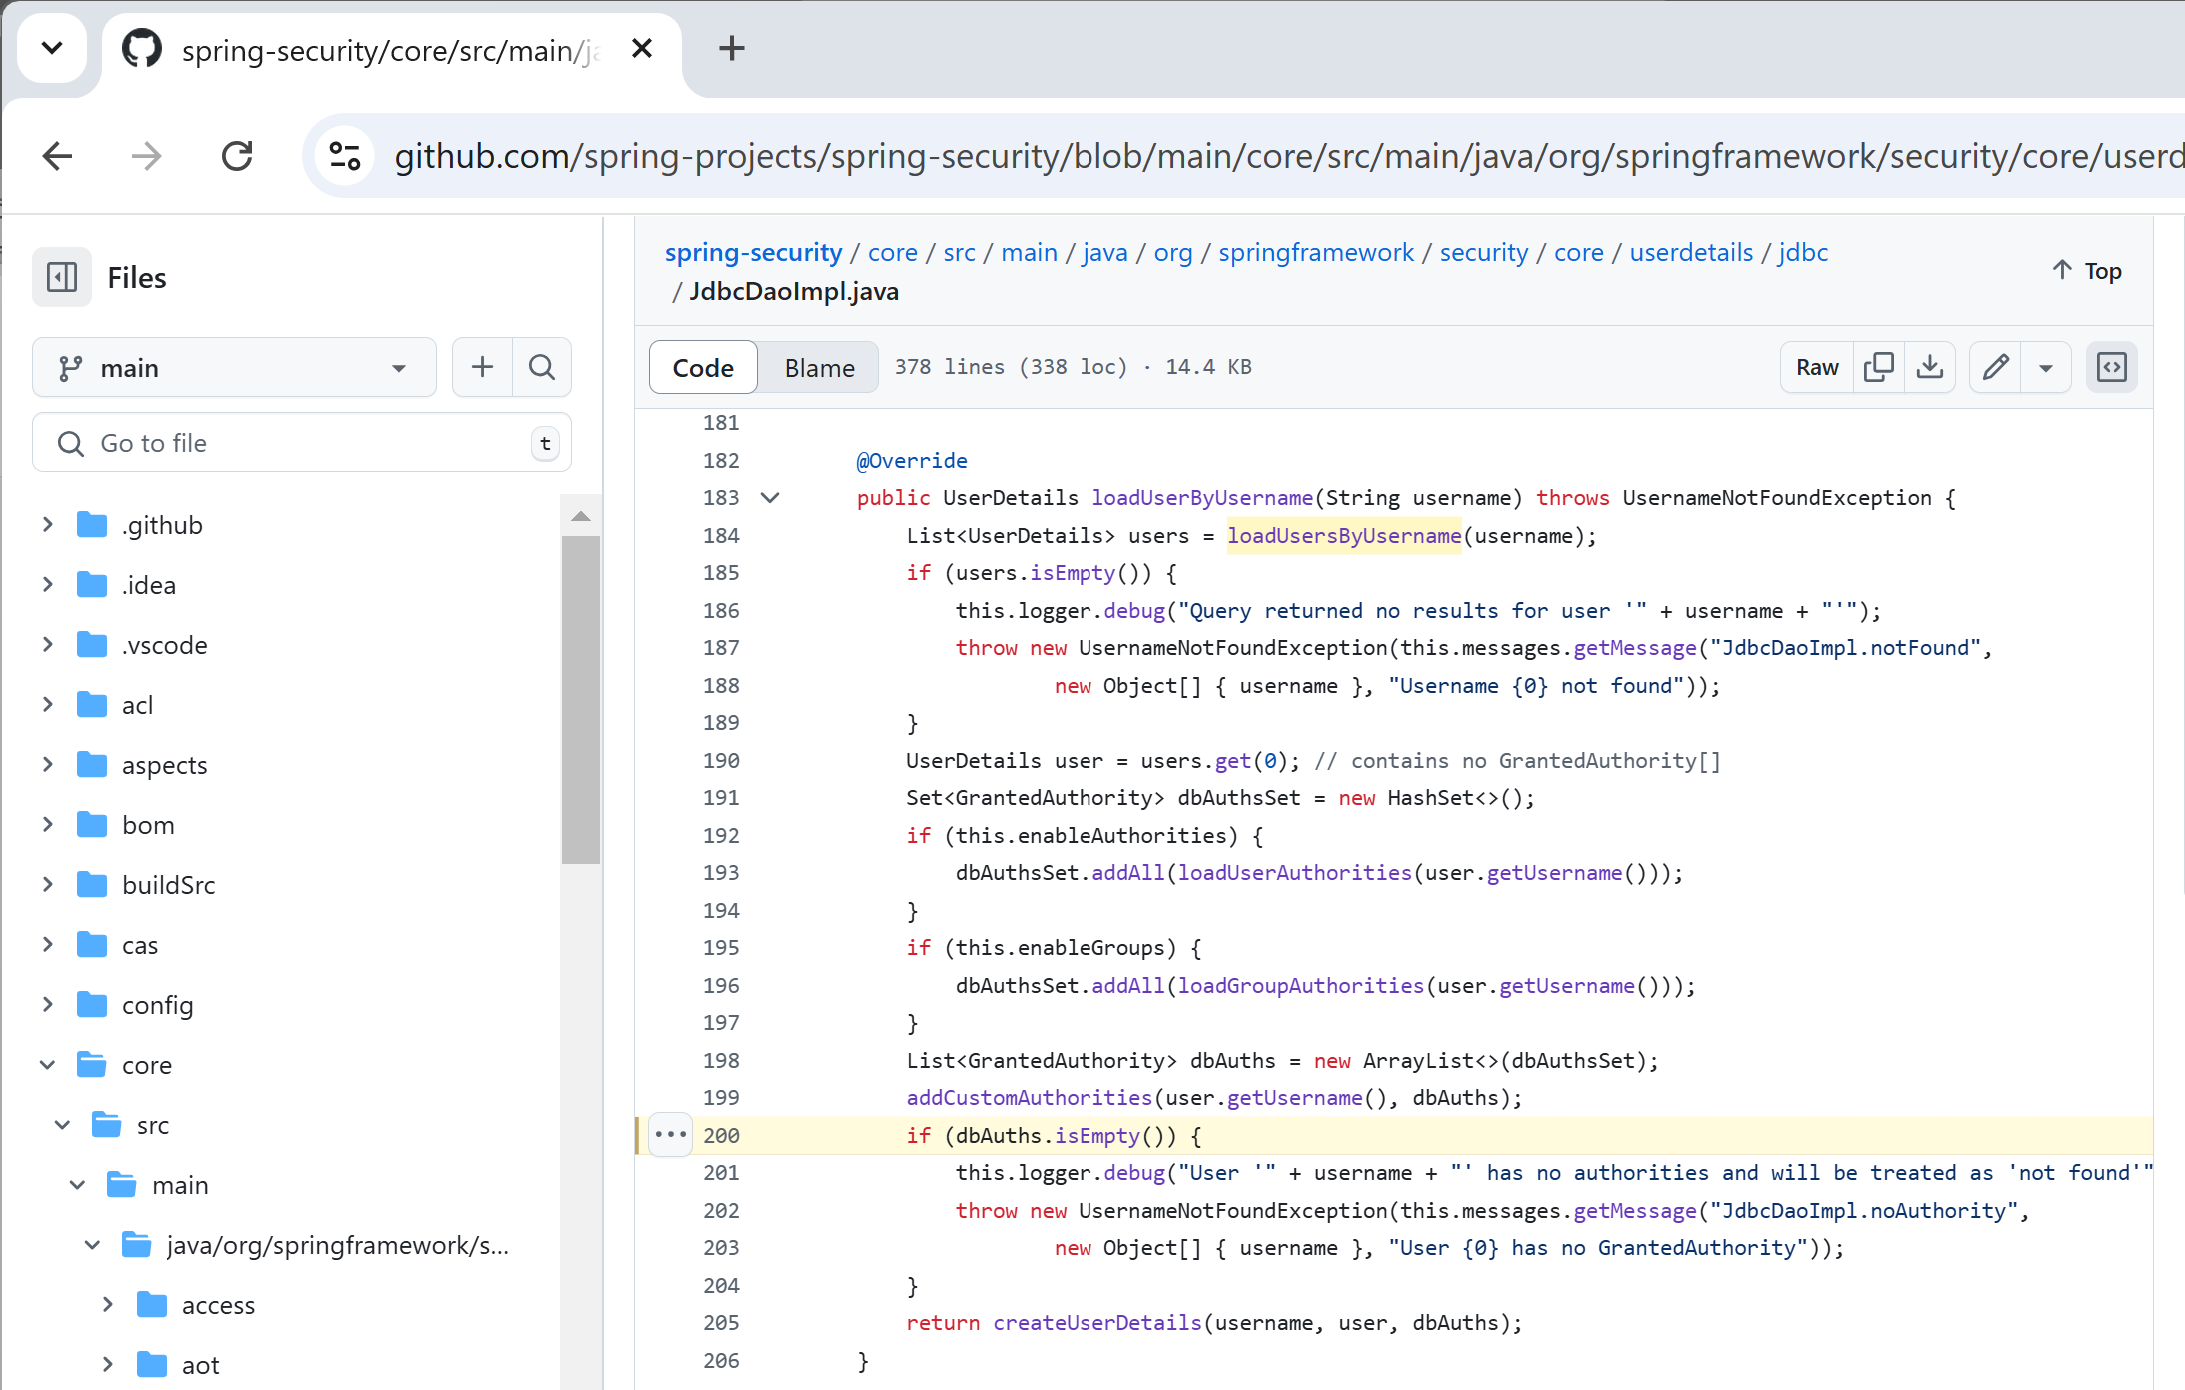 spring-security/core/src/main/ja
github.com/spring-projects/spring-security/blob/main/core/src/main/java/org/springframework/security/core/userd
Files
main
Go to file
t
.github
.idea
.vscode
acl
aspects
bom
buildSrc
cas
config
core
src
main
java/org/springframework/s...
access
aot
spring-security / core / src / main / java / org / springframework / security / core / userdetails / jdbc
/ JdbcDaoImpl.java
Top
Code Blame 378 lines (338 loc) · 14.4 KB Raw
181
182 @Override
183 public UserDetails loadUserByUsername(String username) throws UsernameNotFoundException {
184 List<UserDetails> users = loadUsersByUsername(username);
185 if (users.isEmpty()) {
186 this.logger.debug("Query returned no results for user '" + username + "'");
187 throw new UsernameNotFoundException(this.messages.getMessage("JdbcDaoImpl.notFound",
188 new Object[] { username }, "Username {0} not found"));
189 }
190 UserDetails user = users.get(0); // contains no GrantedAuthority[]
191 Set<GrantedAuthority> dbAuthsSet = new HashSet<>();
192 if (this.enableAuthorities) {
193 dbAuthsSet.addAll(loadUserAuthorities(user.getUsername()));
194 }
195 if (this.enableGroups) {
196 dbAuthsSet.addAll(loadGroupAuthorities(user.getUsername()));
197 }
198 List<GrantedAuthority> dbAuths = new ArrayList<>(dbAuthsSet);
199 addCustomAuthorities(user.getUsername(), dbAuths);
200 if (dbAuths.isEmpty()) {
201 this.logger.debug("User '" + username + "' has no authorities and will be treated as 'not found'"
202 throw new UsernameNotFoundException(this.messages.getMessage("JdbcDaoImpl.noAuthority",
203 new Object[] { username }, "User {0} has no GrantedAuthority"));
204 }
205 return createUserDetails(username, user, dbAuths);
206 }